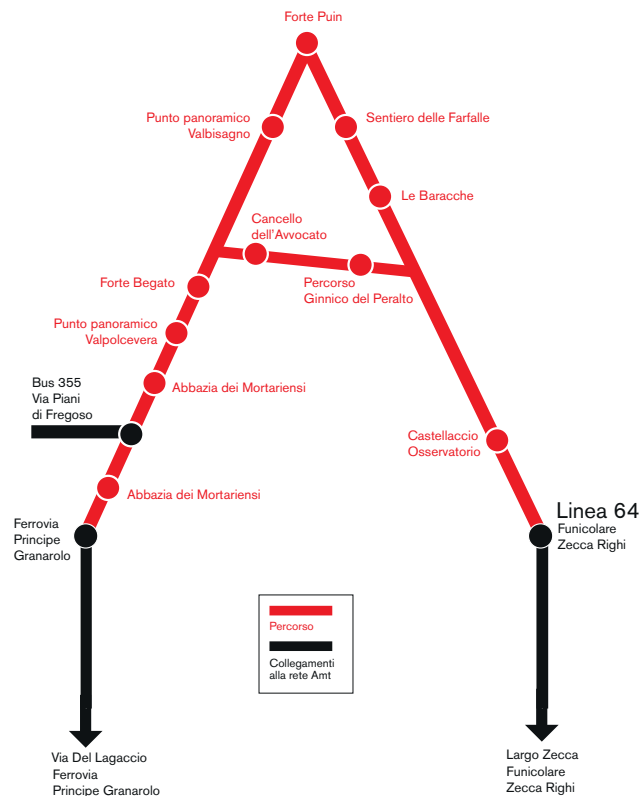 Forte Puin
Punto panoramico
Valbisagno
Sentiero delle Farfalle
Le Baracche
Cancello
dell'Avvocato
Forte Begato
Percorso
Ginnico del Peralto
Punto panoramico
Valpolcevera
Bus 355
Via Piani
di Fregoso
Abbazia dei Mortariensi
Castellaccio
Osservatorio
Abbazia dei Mortariensi
Ferrovia
Principe
Granarolo
Linea 64
Funicolare
Zecca Righi
Percorso
Collegamenti
alla rete Amt
Via Del Lagaccio
Ferrovia
Principe Granarolo
Largo Zecca
Funicolare
Zecca Righi